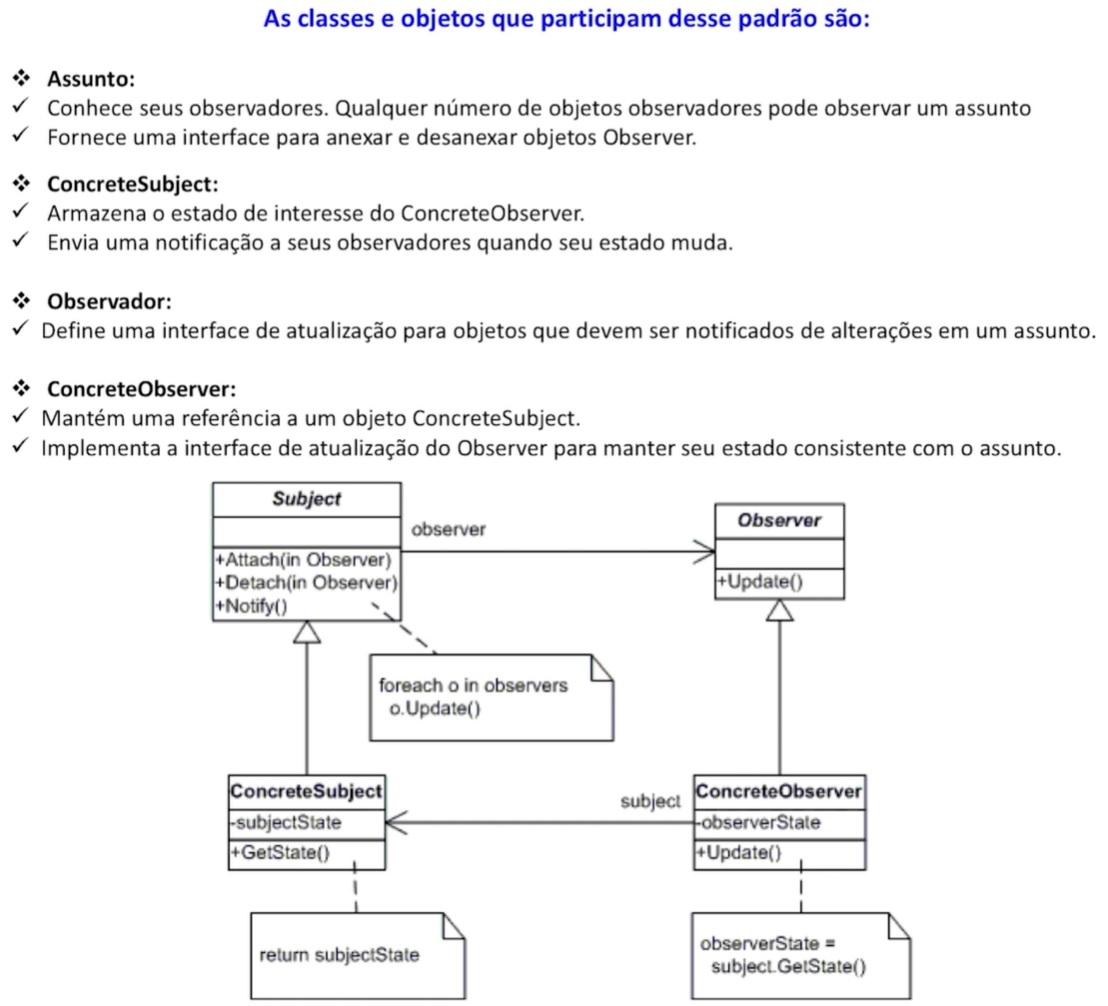 As classes e objetos que participam desse padrão são:
❖ Assunto:
✓ Conhece seus observadores. Qualquer número de objetos observadores pode observar um assunto
✓ Fornece uma interface para anexar e desanexar objetos Observer.
❖ ConcreteSubject:
✓ Armazena o estado de interesse do ConcreteObserver.
✓ Envia uma notificação a seus observadores quando seu estado muda.
❖ Observador:
✓ Define uma interface de atualização para objetos que devem ser notificados de alterações em um assunto.
❖ ConcreteObserver:
✓ Mantém uma referência a um objeto ConcreteSubject.
✓ Implementa a interface de atualização do Observer para manter seu estado consistente com o assunto.
Subject
+Attach(in Observer)
+Detach(in Observer)
+Notify()
observer
Observer
+Update()
foreach o in observers
o.Update()
ConcreteSubject
-subjectState
+GetState()
subject
ConcreteObserver
-observerState
+Update()
return subjectState
observerState =
subject.GetState()